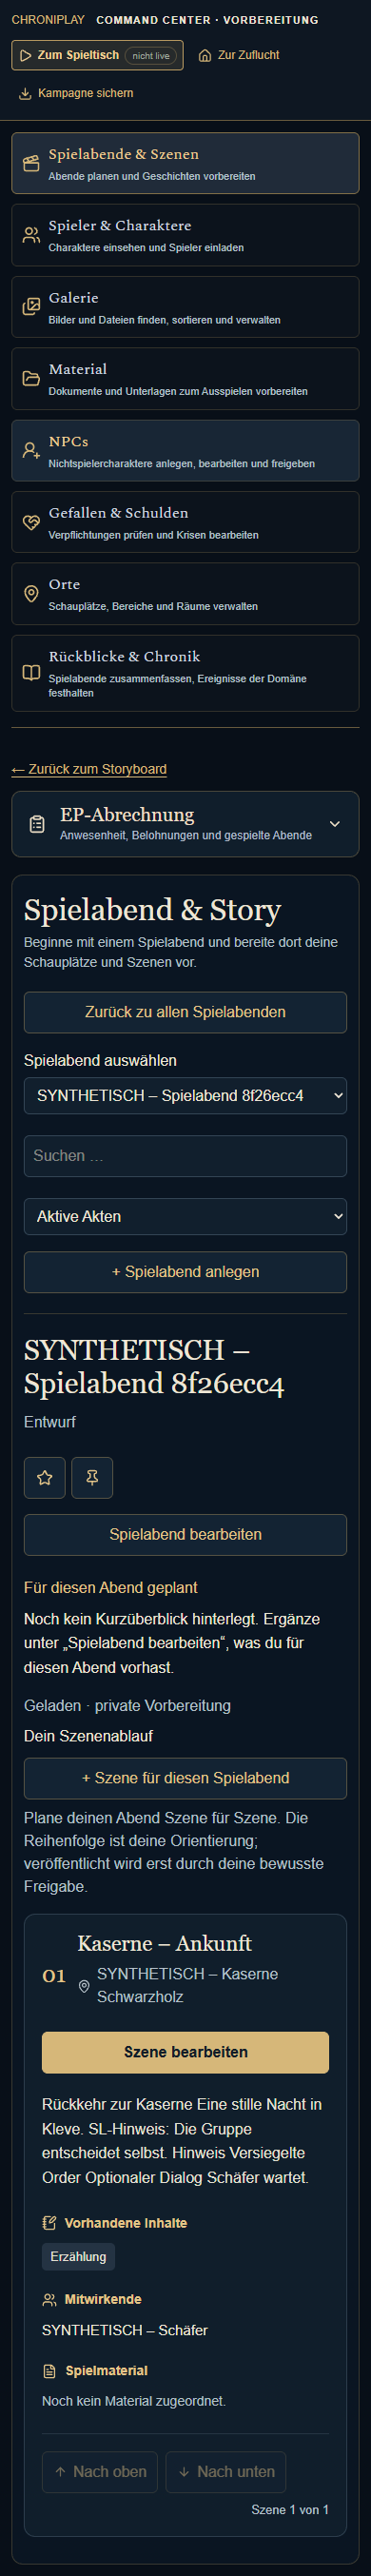 CHRONIPLAY COMMAND CENTER · VORBEREITUNG
Zum Spieltisch nicht live Zur Zuflucht
Kampagne sichern
Spielabende & Szenen
Abende planen und Geschichten vorbereiten
Spieler & Charaktere
Charaktere einsehen und Spieler einladen
Galerie
Bilder und Dateien finden, sortieren und verwalten
Material
Dokumente und Unterlagen zum Ausspielen vorbereiten
NPCs
Nichtspielercharaktere anlegen, bearbeiten und freigeben
Gefallen & Schulden
Verpflichtungen prüfen und Krisen bearbeiten
Orte
Schauplätze, Bereiche und Räume verwalten
Rückblicke & Chronik
Spielabende zusammenfassen, Ereignisse der Domäne
festhalten
← Zurück zum Storyboard
EP-Abrechnung
Anwesenheit, Belohnungen und gespielte Abende
Spielabend & Story
Beginne mit einem Spielabend und bereite dort deine
Schauplätze und Szenen vor.
Zurück zu allen Spielabenden
Spielabend auswählen
SYNTHETISCH – Spielabend 8f26ecc4
Suchen …
Aktive Akten
+ Spielabend anlegen
SYNTHETISCH –
Spielabend 8f26ecc4
Entwurf
Spielabend bearbeiten
Für diesen Abend geplant
Noch kein Kurzüberblick hinterlegt. Ergänze
unter „Spielabend bearbeiten“, was du für
diesen Abend vorhast.
Geladen · private Vorbereitung
Dein Szenenablauf
+ Szene für diesen Spielabend
Plane deinen Abend Szene für Szene. Die
Reihenfolge ist deine Orientierung;
veröffentlicht wird erst durch deine bewusste
Freigabe.
Kaserne – Ankunft
01 SYNTHETISCH – Kaserne
Schwarzholz
Szene bearbeiten
Rückkehr zur Kaserne Eine stille Nacht in
Kleve. SL-Hinweis: Die Gruppe
entscheidet selbst. Hinweis Versiegelte
Order Optionaler Dialog Schäfer wartet.
Vorhandene Inhalte
Erzählung
Mitwirkende
SYNTHETISCH – Schäfer
Spielmaterial
Noch kein Material zugeordnet.
↑ Nach oben ↓ Nach unten
Szene 1 von 1